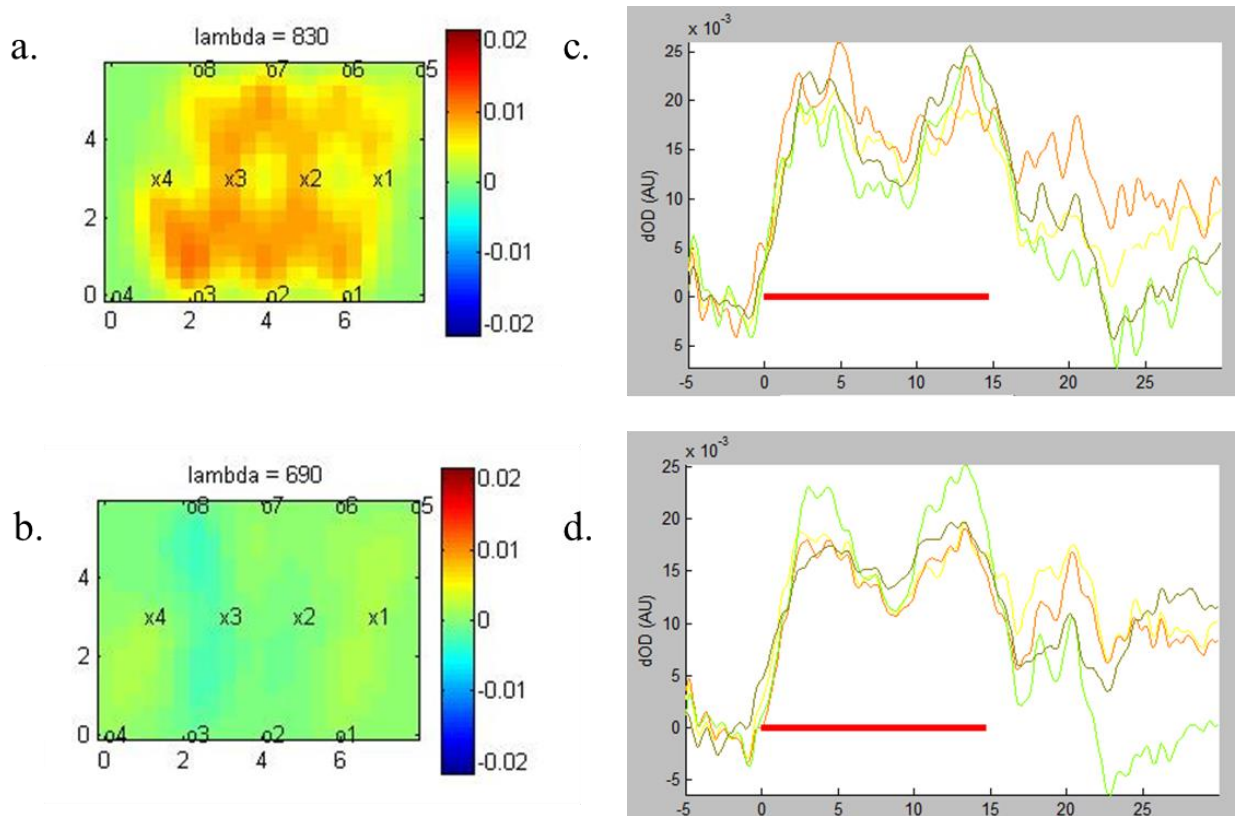 a.
lambda = 830
o8 o7 o6 o5
x4 x3 x2 x1
o4 o3 o2 o1
4
2
0
0 2 4 6
0.02
0.01
0
-0.01
-0.02
c.
x 10⁻³
25
20
15
10
5
0
5
dOD (AU)
-5 0 5 10 15 20 25
b.
lambda = 690
o8 o7 o6 o5
x4 x3 x2 x1
o4 o3 o2 o1
4
2
0
0 2 4 6
0.02
0.01
0
-0.01
-0.02
d.
x 10⁻³
25
20
15
10
5
0
-5
dOD (AU)
-5 0 5 10 15 20 25